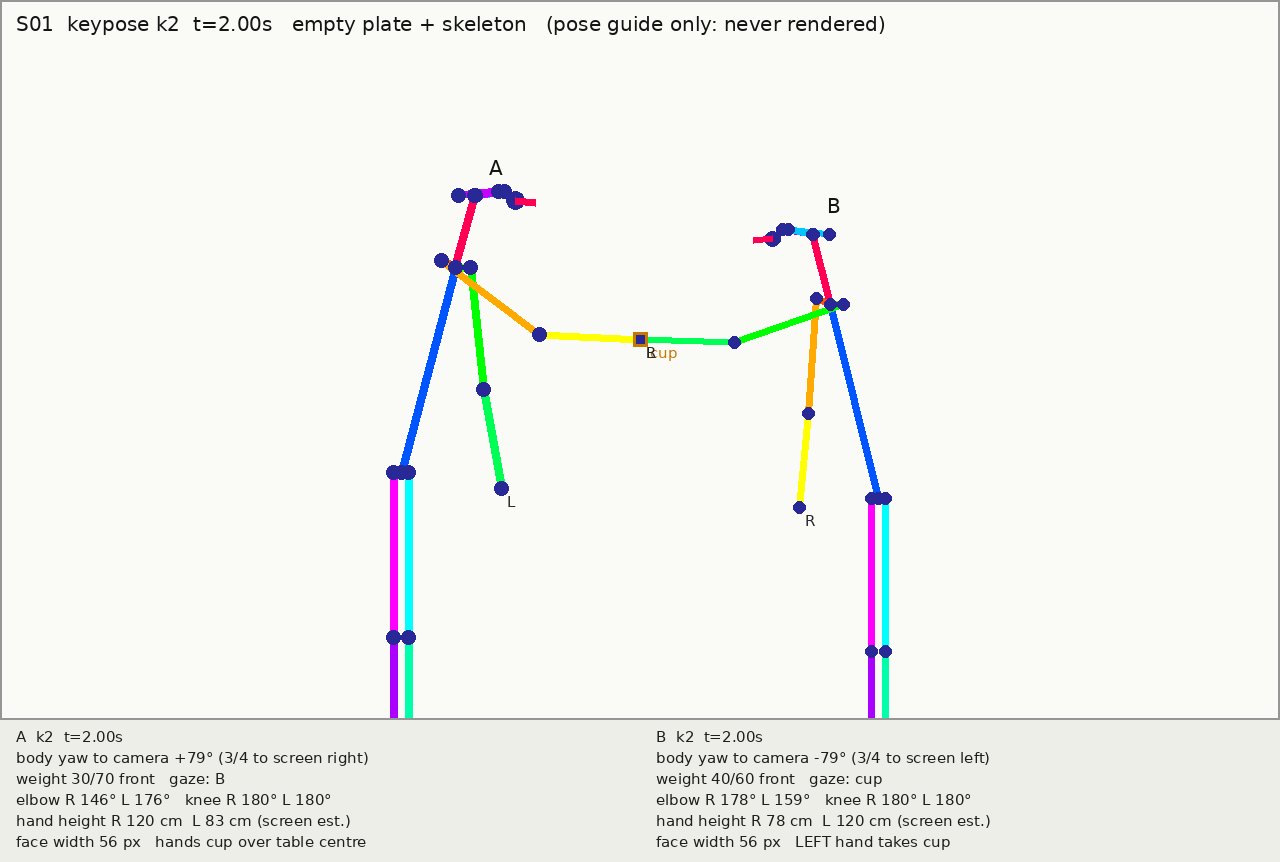 S01  keypose k2  t=2.00s   empty plate + skeleton   (pose guide only: never rendered)
A
B
R
cup
L
R
A  k2  t=2.00s
body yaw to camera +79° (3/4 to screen right)
weight 30/70 front   gaze: B
elbow R 146° L 176°   knee R 180° L 180°
hand height R 120 cm  L 83 cm (screen est.)
face width 56 px   hands cup over table centre
B  k2  t=2.00s
body yaw to camera -79° (3/4 to screen left)
weight 40/60 front   gaze: cup
elbow R 178° L 159°   knee R 180° L 180°
hand height R 78 cm  L 120 cm (screen est.)
face width 56 px   LEFT hand takes cup